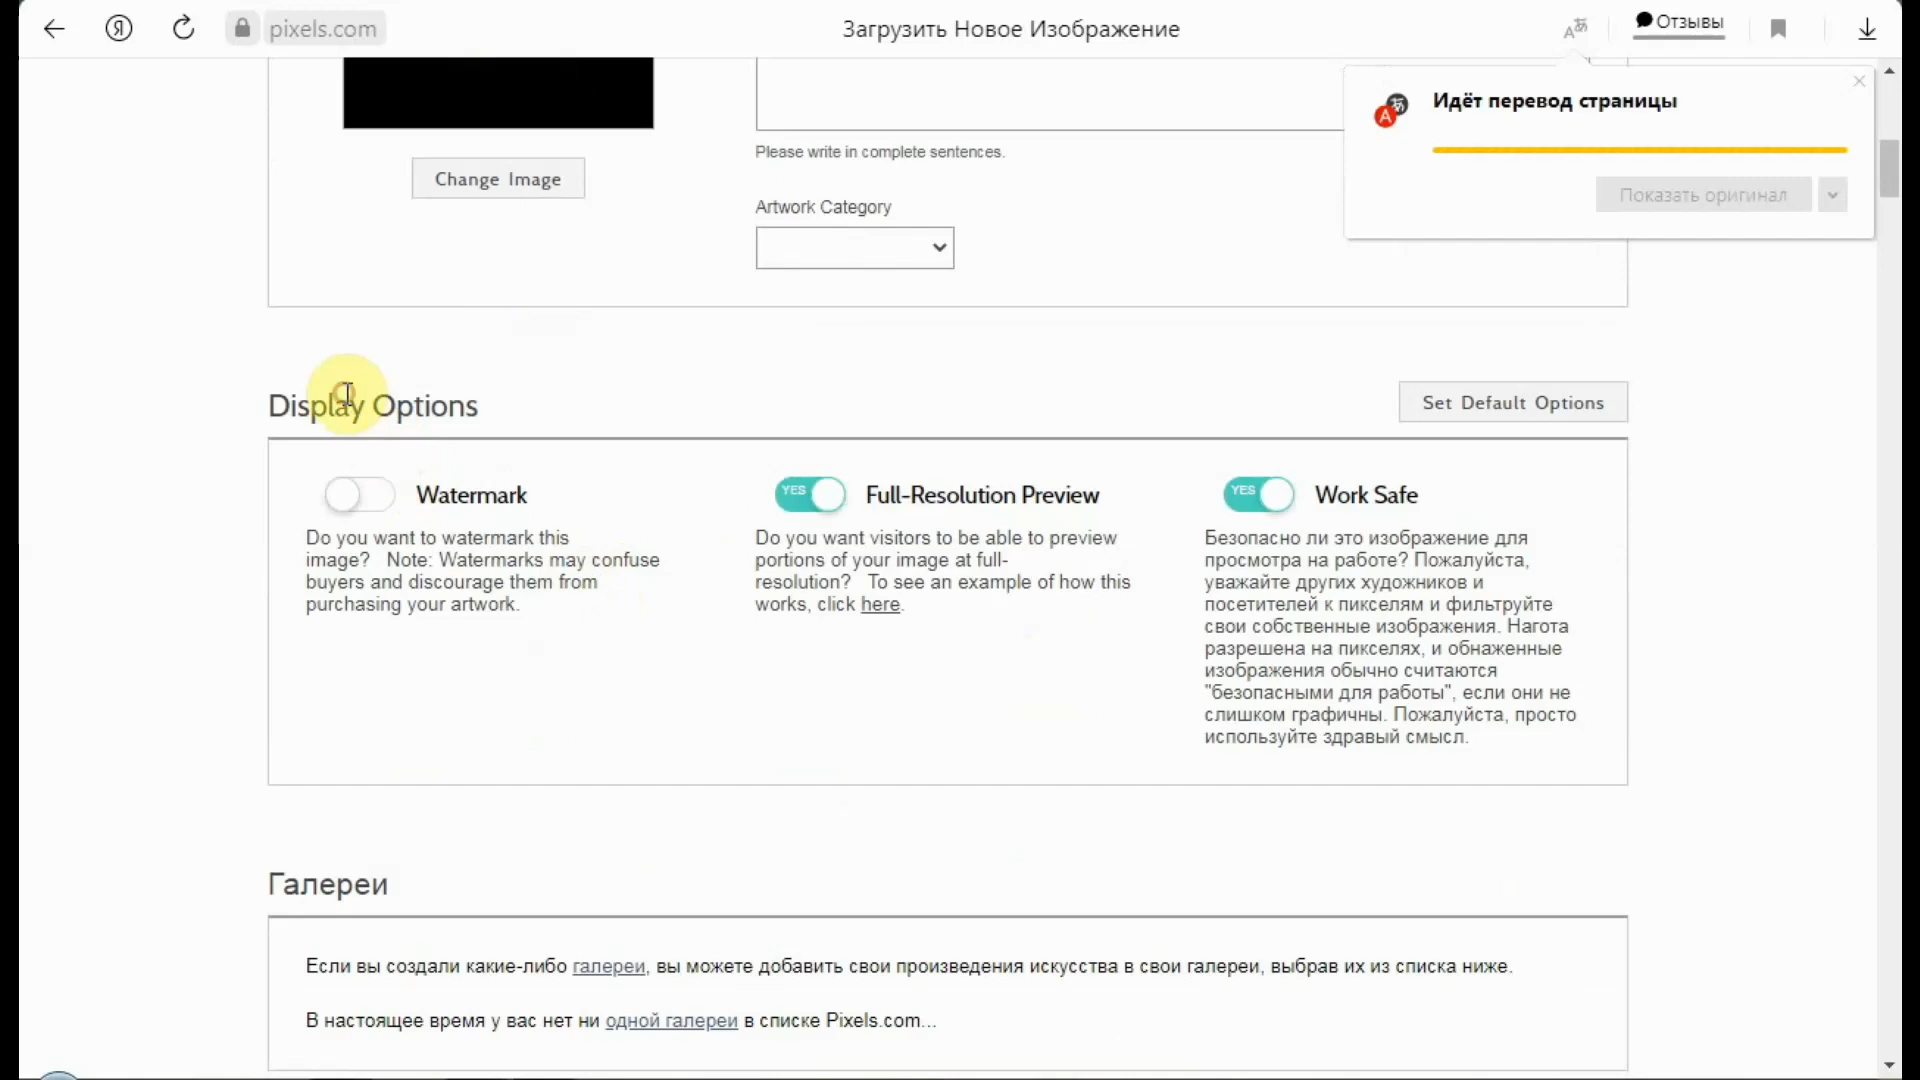 Я
pixels.com
Загрузить Новое Изображение
Отзывы
Идёт перевод страницы
Показать оригинал
Please write in complete sentences.
Change Image
Artwork Category
Display Options
Set Default Options
Watermark
Do you want to watermark this
image? Note: Watermarks may confuse
buyers and discourage them from
purchasing your artwork.
YES
Full-Resolution Preview
Do you want visitors to be able to preview
portions of your image at full-
resolution? To see an example of how this
works, click here.
YES
Work Safe
Безопасно ли это изображение для
просмотра на работе? Пожалуйста,
уважайте других художников и
посетителей к пикселям и фильтруйте
свои собственные изображения. Нагота
разрешена на пикселях, и обнаженные
изображения обычно считаются
"безопасными для работы", если они не
слишком графичны. Пожалуйста, просто
используйте здравый смысл.
Галереи
Если вы создали какие-либо галереи, вы можете добавить свои произведения искусства в свои галереи, выбрав их из списка ниже.
В настоящее время у вас нет ни одной галереи в списке Pixels.com...